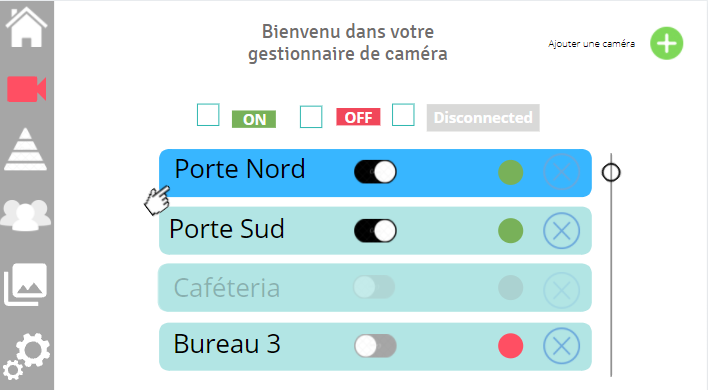 Bienvenu dans votre
gestionnaire de caméra
Ajouter une caméra
ON OFF Disconnected
Porte Nord
Porte Sud
Caféteria
Bureau 3